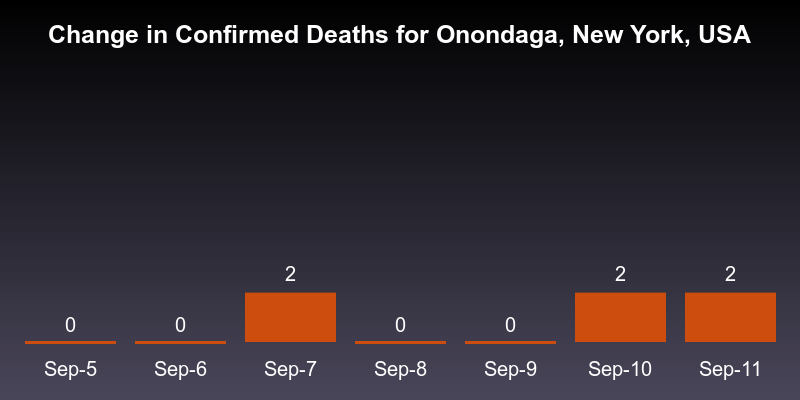 Change in Confirmed Deaths for Onondaga, New York, USA
0 0 2 0 0 2 2
Sep-5 Sep-6 Sep-7 Sep-8 Sep-9 Sep-10 Sep-11